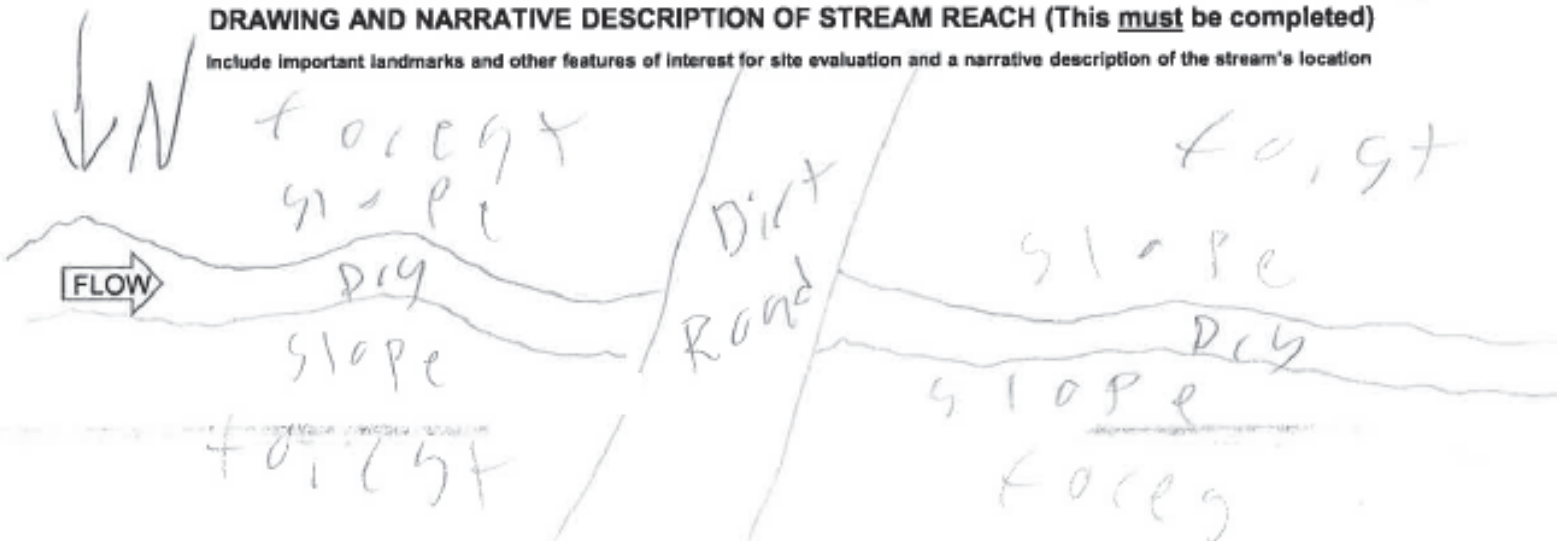 DRAWING AND NARRATIVE DESCRIPTION OF STREAM REACH (This must be completed)
Include important landmarks and other features of interest for site evaluation and a narrative description of the stream's location
N
forest
slope
Dirt
Road
forst
slope
FLOW
Dry
slope
forest
Dry
slope
fores